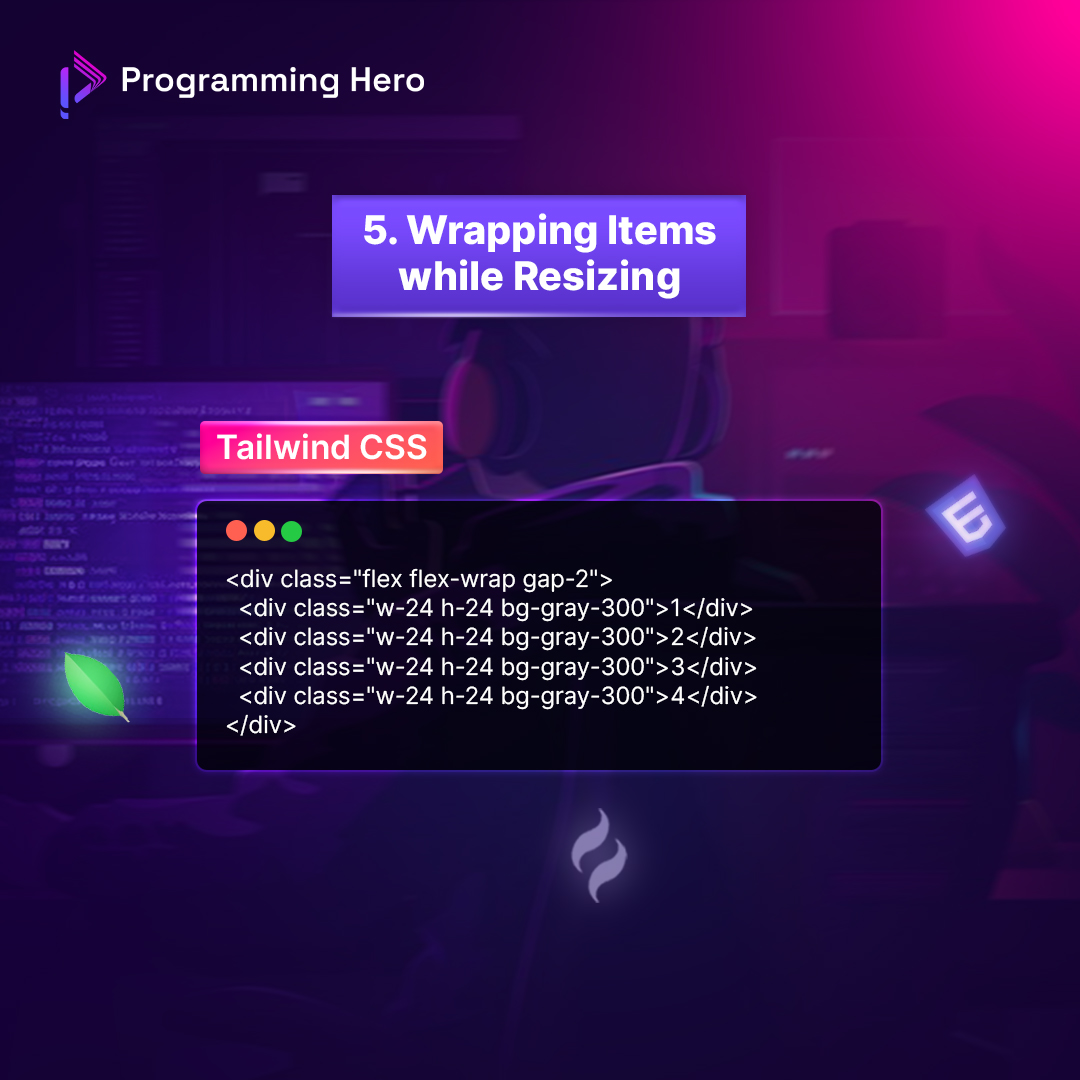 Programming Hero
5. Wrapping Items
while Resizing
Tailwind CSS
<div class="flex flex-wrap gap-2">
  <div class="w-24 h-24 bg-gray-300">1</div>
  <div class="w-24 h-24 bg-gray-300">2</div>
  <div class="w-24 h-24 bg-gray-300">3</div>
  <div class="w-24 h-24 bg-gray-300">4</div>
</div>